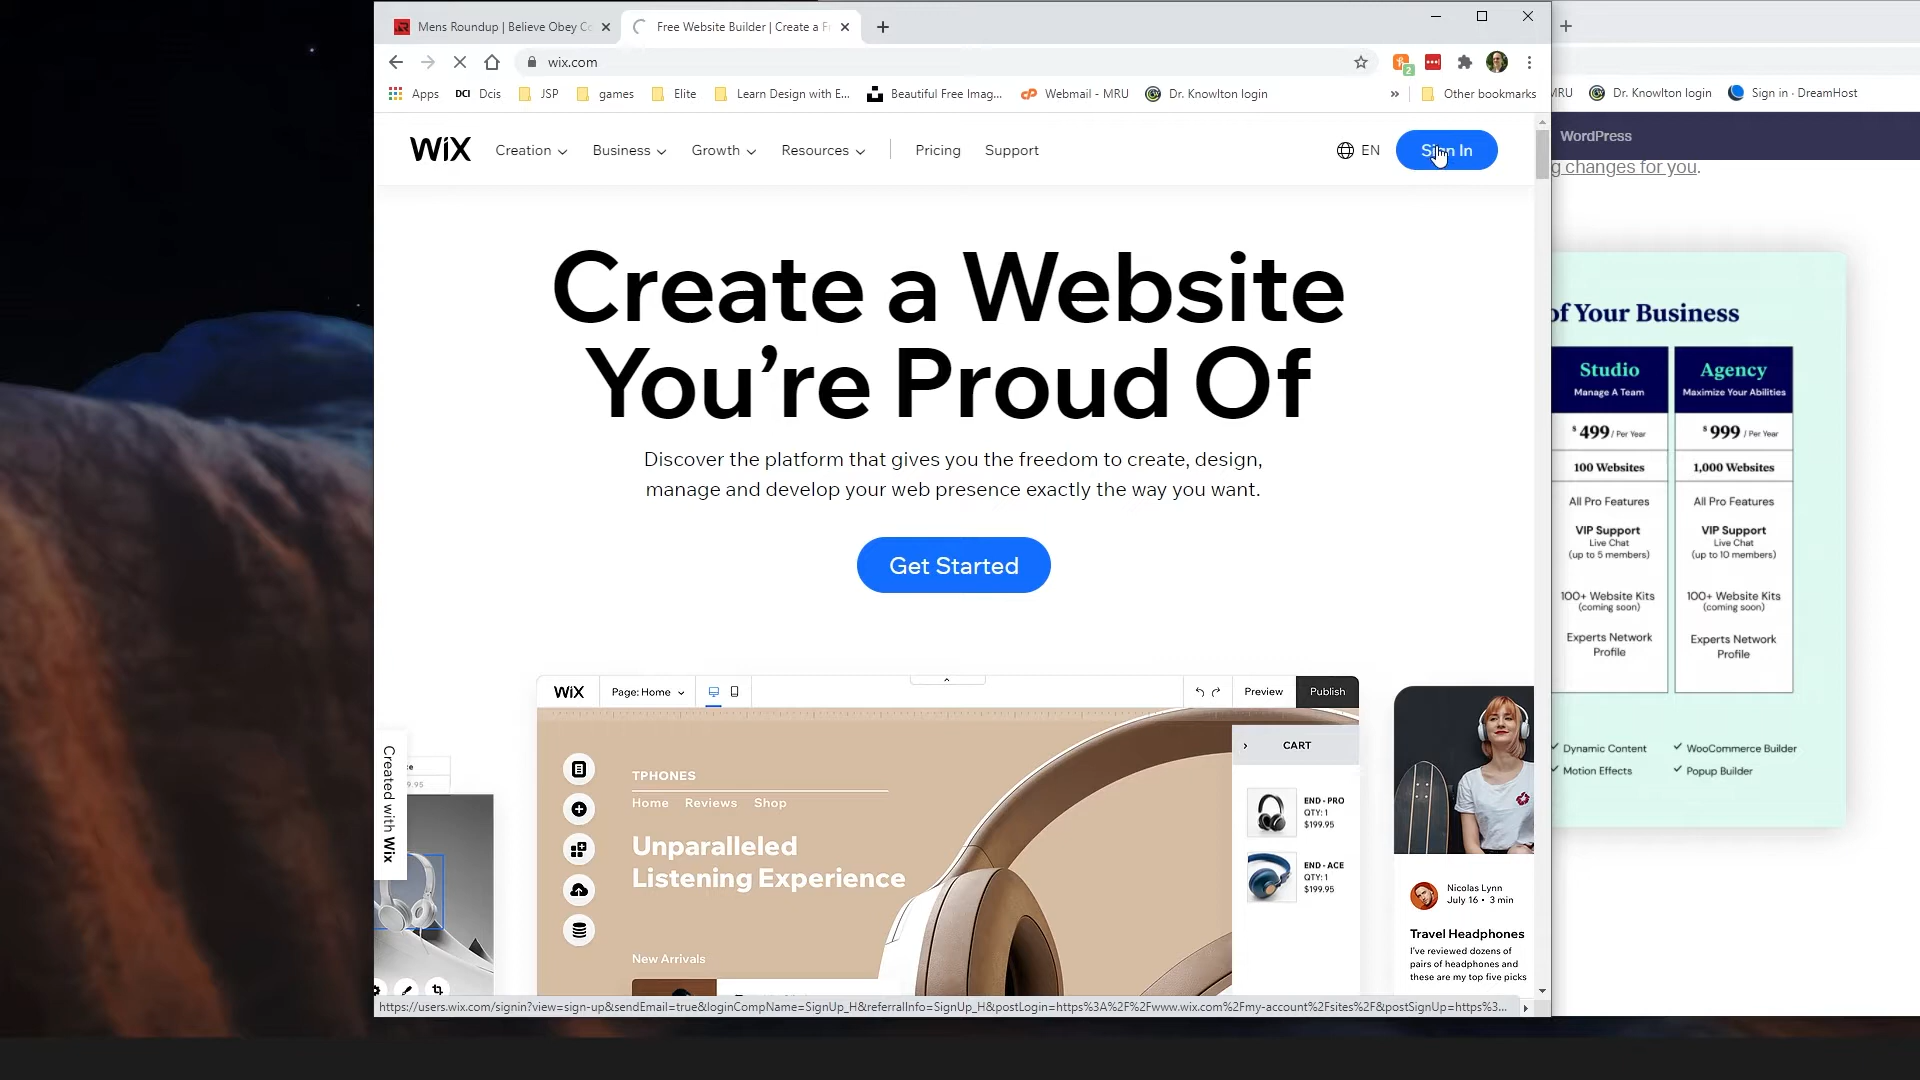 Mens Roundup | Believe Obey Co
Free Website Builder | Create a F
wix.com
2
Apps
DCI Dcis
JSP
games
Elite
Learn Design with E...
Beautiful Free Imag...
Webmail - MRU
Dr. Knowlton login
»
Other bookmarks
MRU
Dr. Knowlton login
Sign in · DreamHost
WiX
Creation
Business
Growth
Resources
Pricing
Support
EN
Sign In
WordPress
g changes for you.
Create a Website
You’re Proud Of
Discover the platform that gives you the freedom to create, design,
manage and develop your web presence exactly the way you want.
Get Started
of Your Business
Studio
Manage A Team
$ 499 / Per Year
100 Websites
All Pro Features
VIP Support
Live Chat
(up to 5 members)
100+ Website Kits
(coming soon)
Experts Network
Profile
Agency
Maximize Your Abilities
$ 999 / Per Year
1,000 Websites
All Pro Features
VIP Support
Live Chat
(up to 10 members)
100+ Website Kits
(coming soon)
Experts Network
Profile
Dynamic Content
WooCommerce Builder
Motion Effects
Popup Builder
WiX
Page: Home
Preview
Publish
Created with Wix
9.95
TPHONES
Home
Reviews
Shop
Unparalleled
Listening Experience
New Arrivals
CART
END - PRO
QTY: 1
$199.95
END - ACE
QTY: 1
$199.95
Nicolas Lynn
July 16 • 3 min
Travel Headphones
I've reviewed dozens of
pairs of headphones and
these are my top five picks
https://users.wix.com/signin?view=sign-up&sendEmail=true&loginCompName=SignUp_H&referralInfo=SignUp_H&postLogin=https%3A%2F%2Fwww.wix.com%2Fmy-account%2Fsites%2F&postSignUp=https%3...